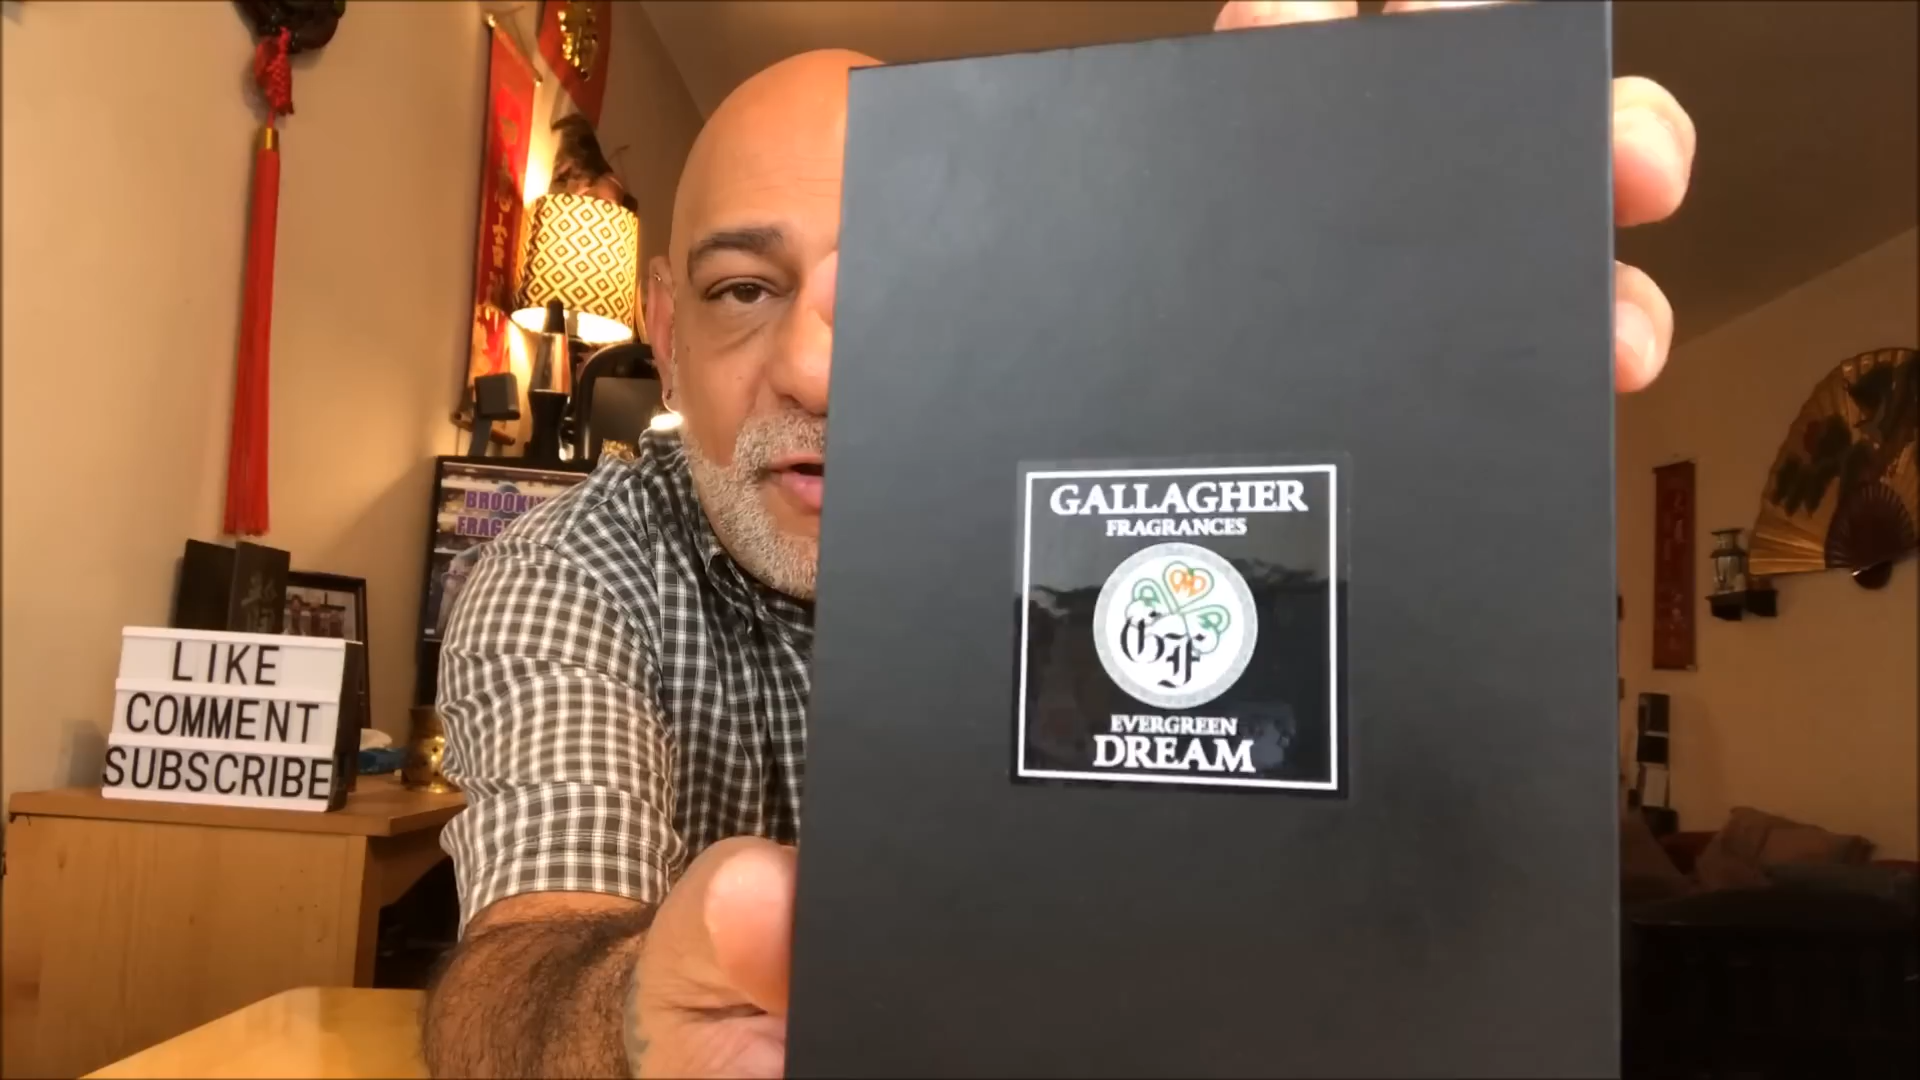 LIKE
COMMENT
SUBSCRIBE
GALLAGHER
FRAGRANCES
GF
EVERGREEN
DREAM